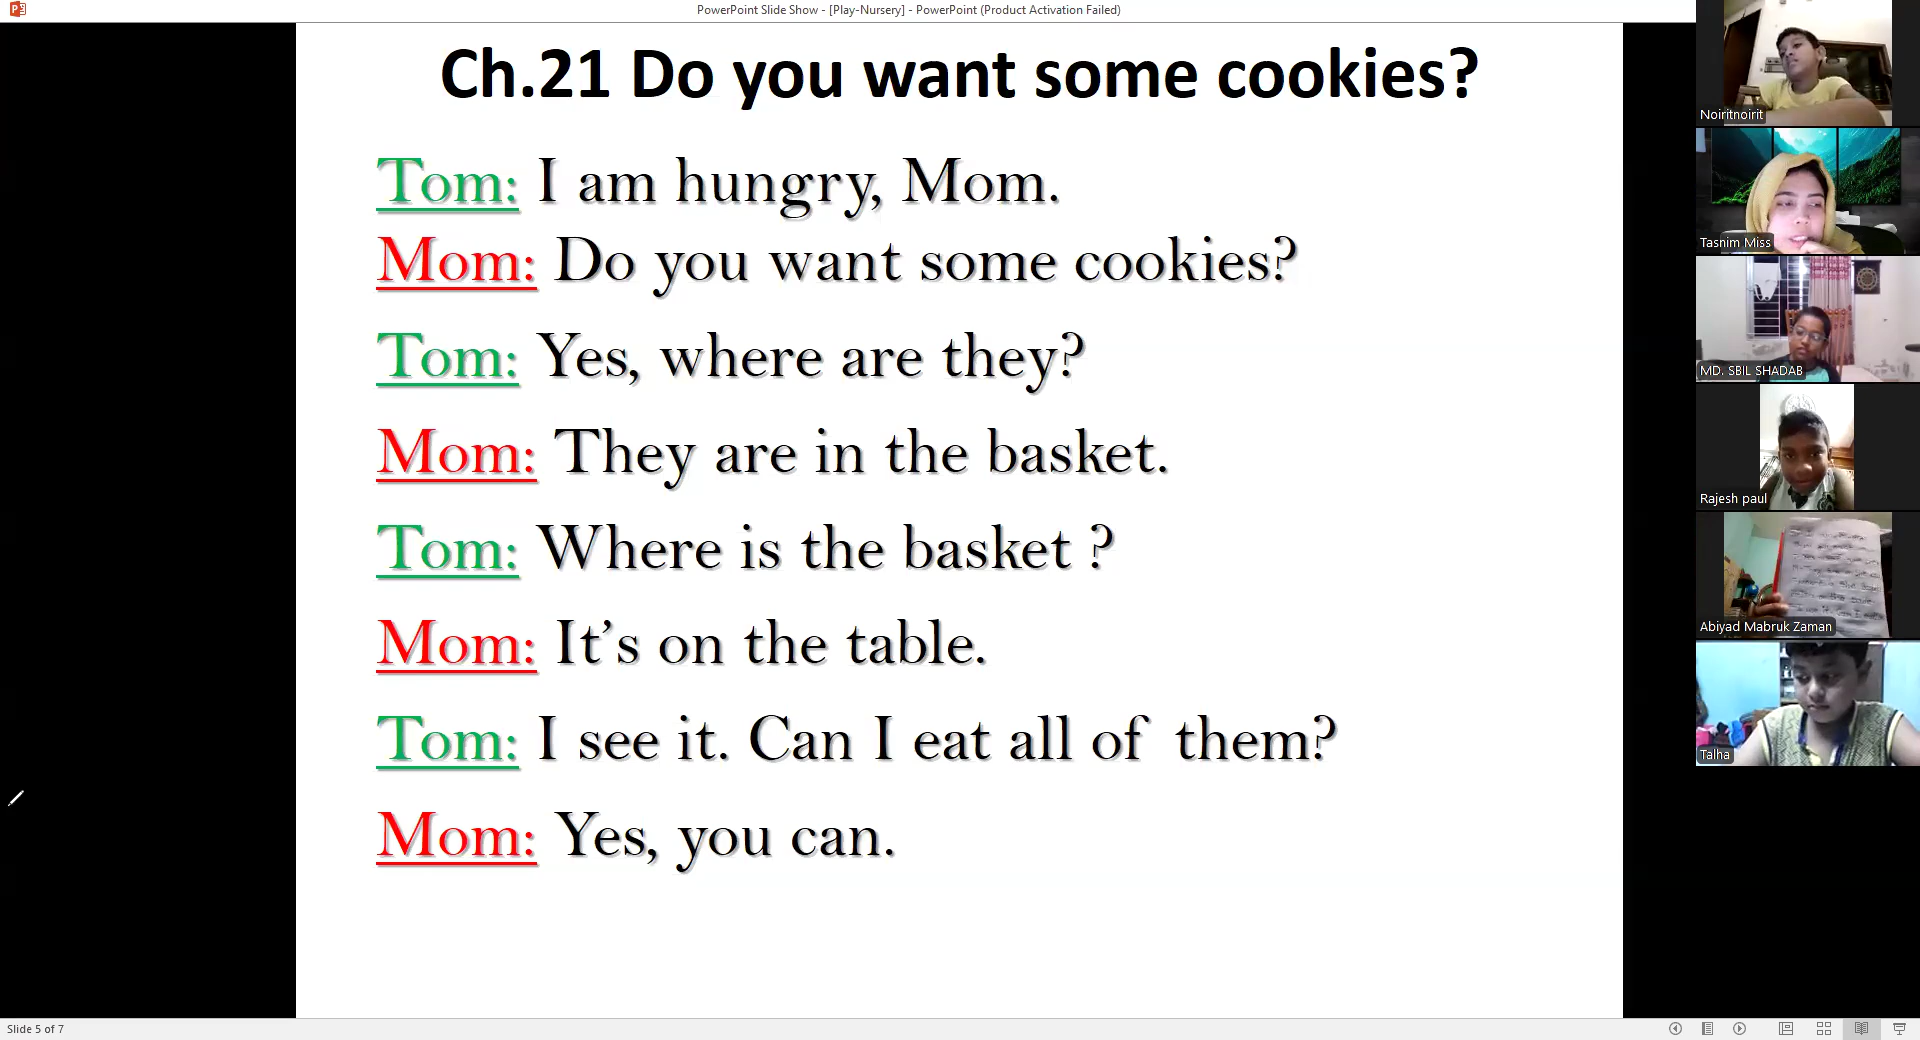 PowerPoint Slide Show - [Play-Nursery] - PowerPoint (Product Activation Failed)
Ch.21 Do you want some cookies?
Tom: I am hungry, Mom.
Mom: Do you want some cookies?
Tom: Yes, where are they?
Mom: They are in the basket.
Tom: Where is the basket ?
Mom: It's on the table.
Tom: I see it. Can I eat all of them?
Mom: Yes, you can.
Noiritnoirit
Tasnim Miss
MD. SBIL SHADAB
Rajesh paul
Abiyad Mabruk Zaman
Talha
Slide 5 of 7